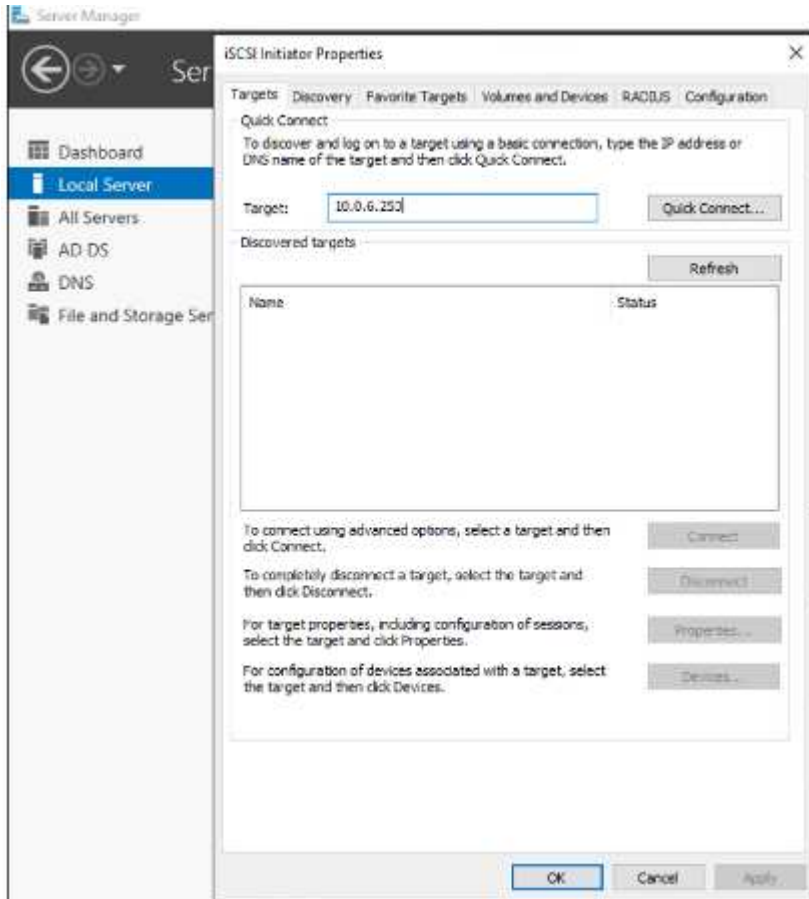 Server Manager
Ser
Dashboard
Local Server
All Servers
AD DS
DNS
File and Storage Ser
iSCSI Initiator Properties
Targets Discovery Favorite Targets Volumes and Devices RADIUS Configuration
Quick Connect
To discover and log on to a target using a basic connection, type the IP address or
DNS name of the target and then click Quick Connect.
Target: 10.0.6.253 Quick Connect...
Discovered targets
Refresh
Name Status
To connect using advanced options, select a target and then
click Connect.
Connect
To completely disconnect a target, select the target and
then click Disconnect.
Disconnect
For target properties, including configuration of sessions,
select the target and click Properties.
Properties...
For configuration of devices associated with a target, select
the target and then click Devices.
Devices...
OK Cancel Apply